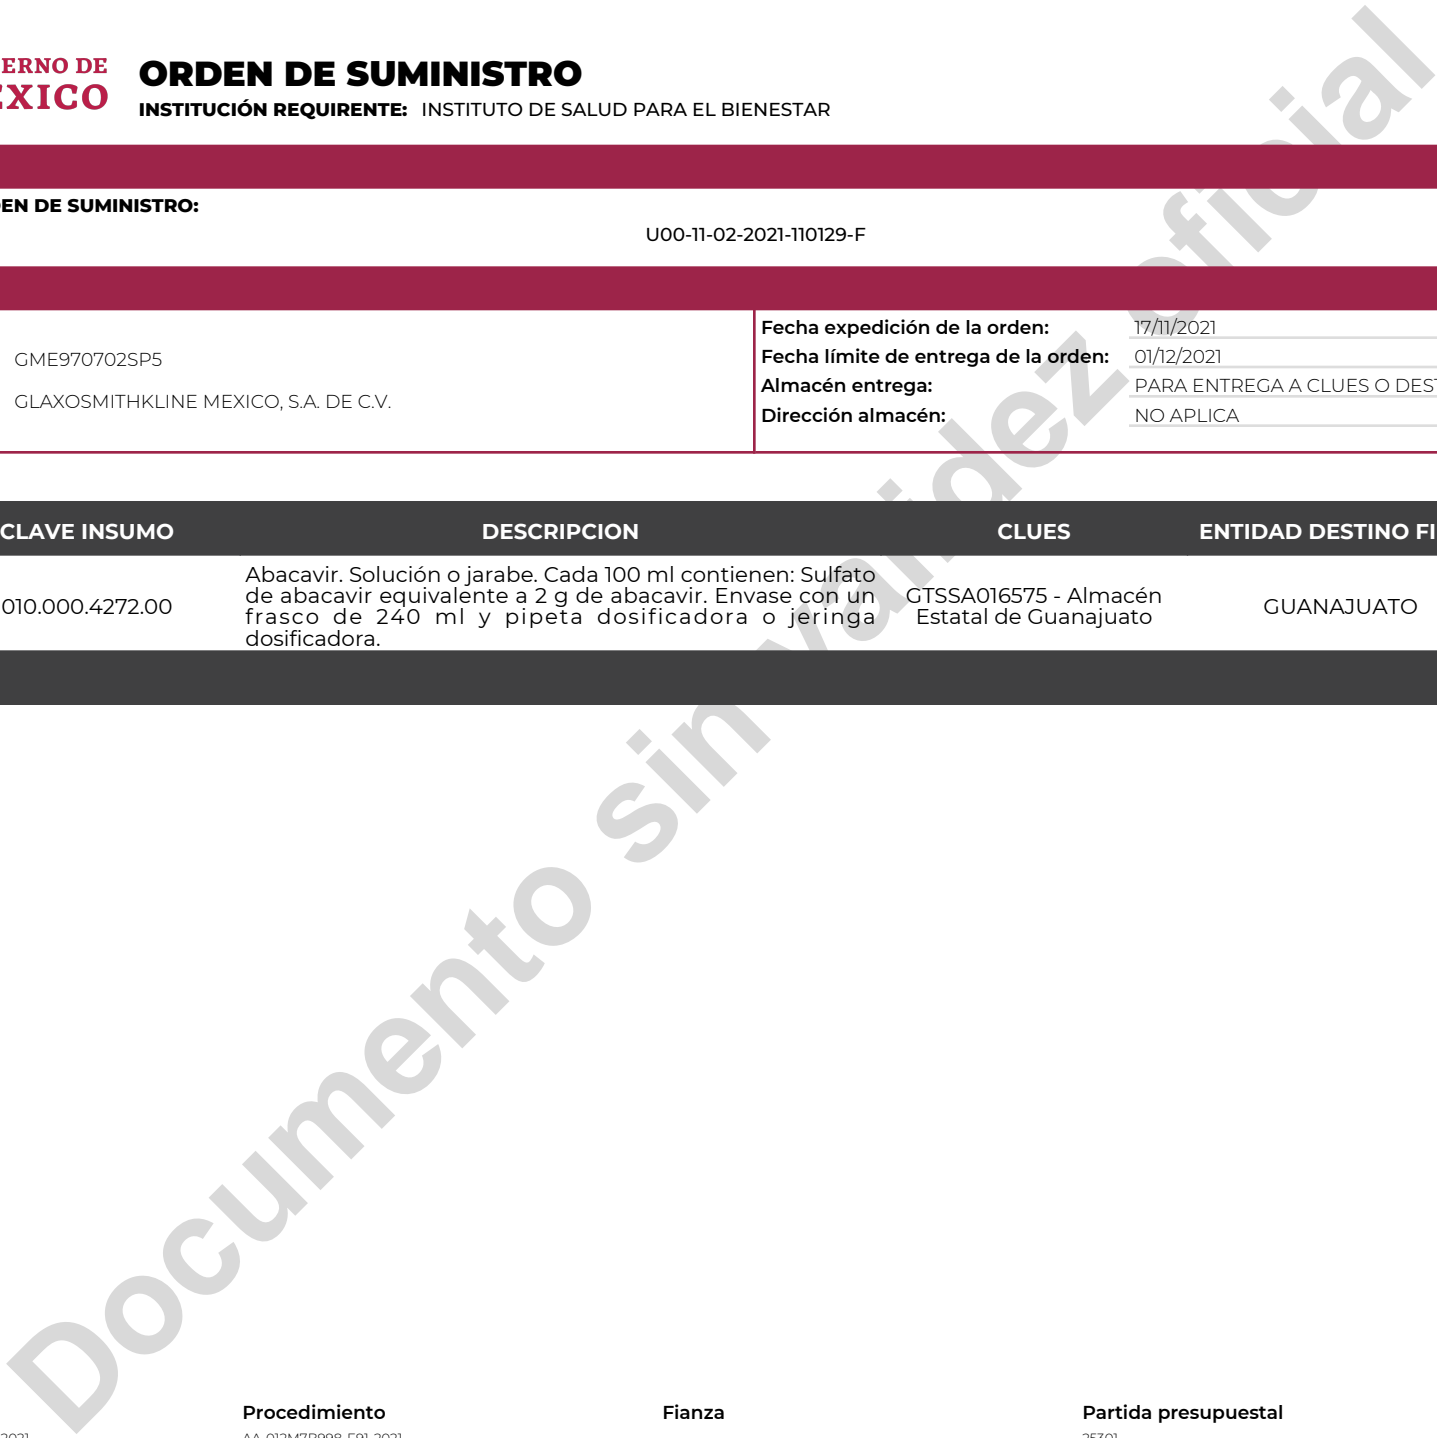 ERNO DE
EXICO
ORDEN DE SUMINISTRO
INSTITUCIÓN REQUIRENTE: INSTITUTO DE SALUD PARA EL BIENESTAR
EN DE SUMINISTRO:
U00-11-02-2021-110129-F
GME970702SP5
GLAXOSMITHKLINE MEXICO, S.A. DE C.V.
Fecha expedición de la orden: 17/11/2021
Fecha límite de entrega de la orden: 01/12/2021
Almacén entrega: PARA ENTREGA A CLUES O DEST
Dirección almacén: NO APLICA
CLAVE INSUMO DESCRIPCION CLUES ENTIDAD DESTINO FI
010.000.4272.00
Abacavir. Solución o jarabe. Cada 100 ml contienen: Sulfato
de abacavir equivalente a 2 g de abacavir. Envase con un
frasco de 240 ml y pipeta dosificadora o jeringa
dosificadora.
GTSSA016575 - Almacén
Estatal de Guanajuato
GUANAJUATO
Documento sin validez oficial
Procedimiento Fianza Partida presupuestal